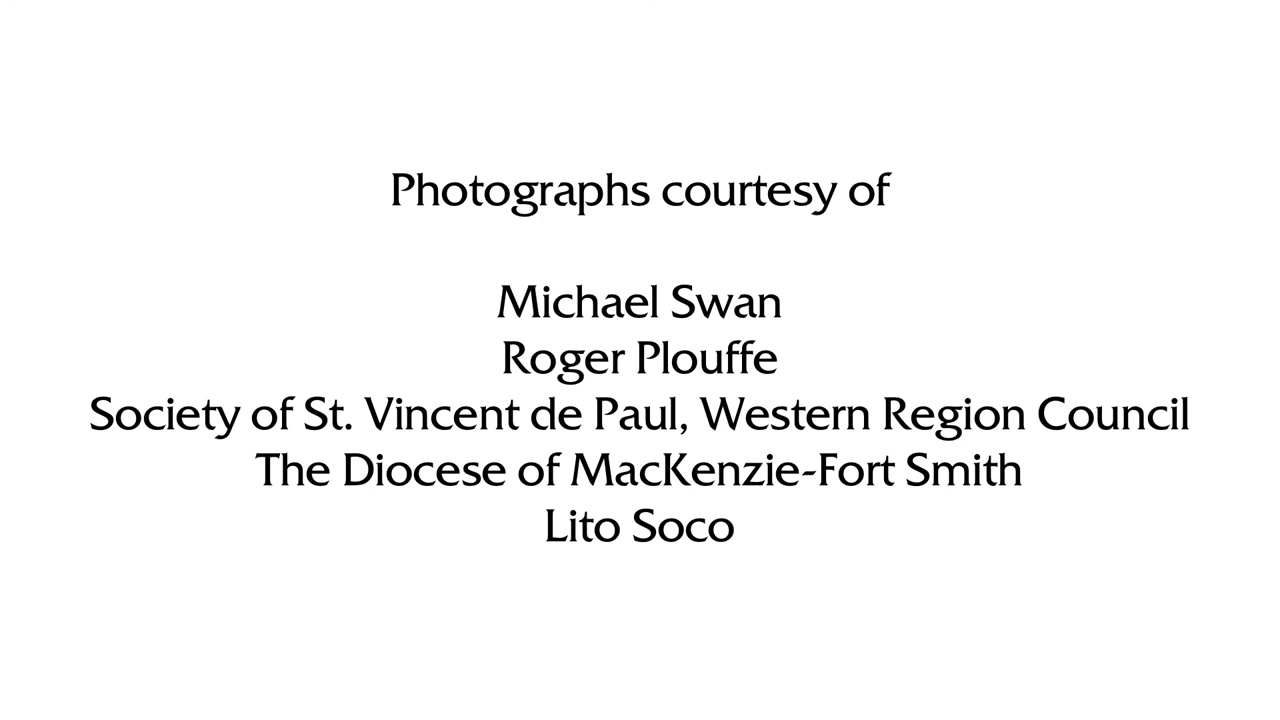 Photographs courtesy of
Michael Swan
Roger Plouffe
Society of St. Vincent de Paul, Western Region Council
The Diocese of MacKenzie-Fort Smith
Lito Soco